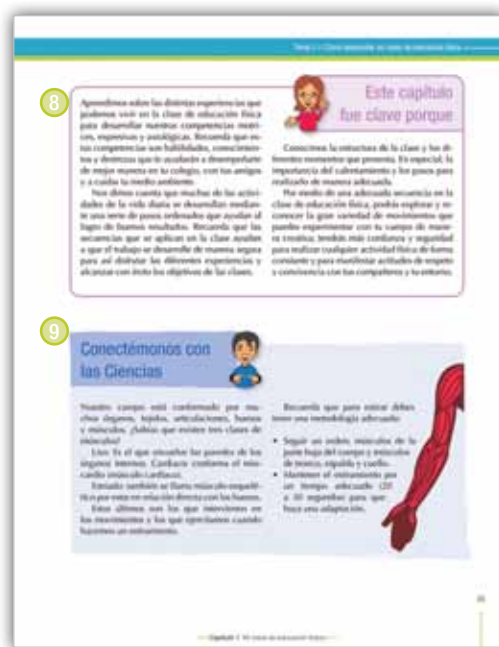 8
Aprendimos sobre las distintas experiencias que
podemos vivir en la clase de educación física
para desarrollar nuestras competencias motri-
ces, expresivas y axiológicas. Recuerda que es-
tas competencias son habilidades, conocimien-
tos y destrezas que te ayudarán a desempeñarte
de mejor manera en tu colegio, con tus amigos
y a cuidar tu medio ambiente.
Nos dimos cuenta que muchas de las activi-
dades de la vida diaria se desarrollan median-
te una serie de pasos ordenados que ayudan al
logro de buenos resultados. Recuerda que las
secuencias que se aplican en la clase ayudan
a que el trabajo se desarrolle de manera segura
para así disfrutar las diferentes experiencias y
alcanzar con éxito los objetivos de las clases.
Este capítulo
fue clave porque
Conocimos la estructura de la clase y los di-
ferentes momentos que presenta. En especial, la
importancia del calentamiento y los pasos para
realizarlo de manera adecuada.
Por medio de una adecuada secuencia en la
clase de educación física, podrás explorar y re-
conocer la gran variedad de movimientos que
puedes experimentar con tu cuerpo de mane-
ra creativa, tendrás más confianza y seguridad
para realizar cualquier actividad física de forma
constante y para manifestar actitudes de respeto
y convivencia con tus compañeros y tu entorno.
9
Conectémonos con
las Ciencias
Nuestro cuerpo está conformado por mu-
chos órganos, tejidos, articulaciones, huesos
y músculos. ¿Sabías que existen tres clases de
músculos?
Liso: Es el que envuelve las paredes de los
órganos internos. Cardíaco: conforma el mio-
cardio (músculo cardíaco).
Estriado: también se llama músculo esquelé-
tico por estar en relación directa con los huesos.
Estos últimos son los que intervienen en
los movimientos y los que ejercitamos cuando
hacemos un estiramiento.
Recuerda que para estirar debes
tener una metodología adecuada:
• Seguir un orden: músculos de la
parte baja del cuerpo y músculos
de tronco, espalda y cuello.
• Mantener el estiramiento por
un tiempo adecuado (20
a 30 segundos) para que
haya una adaptación.